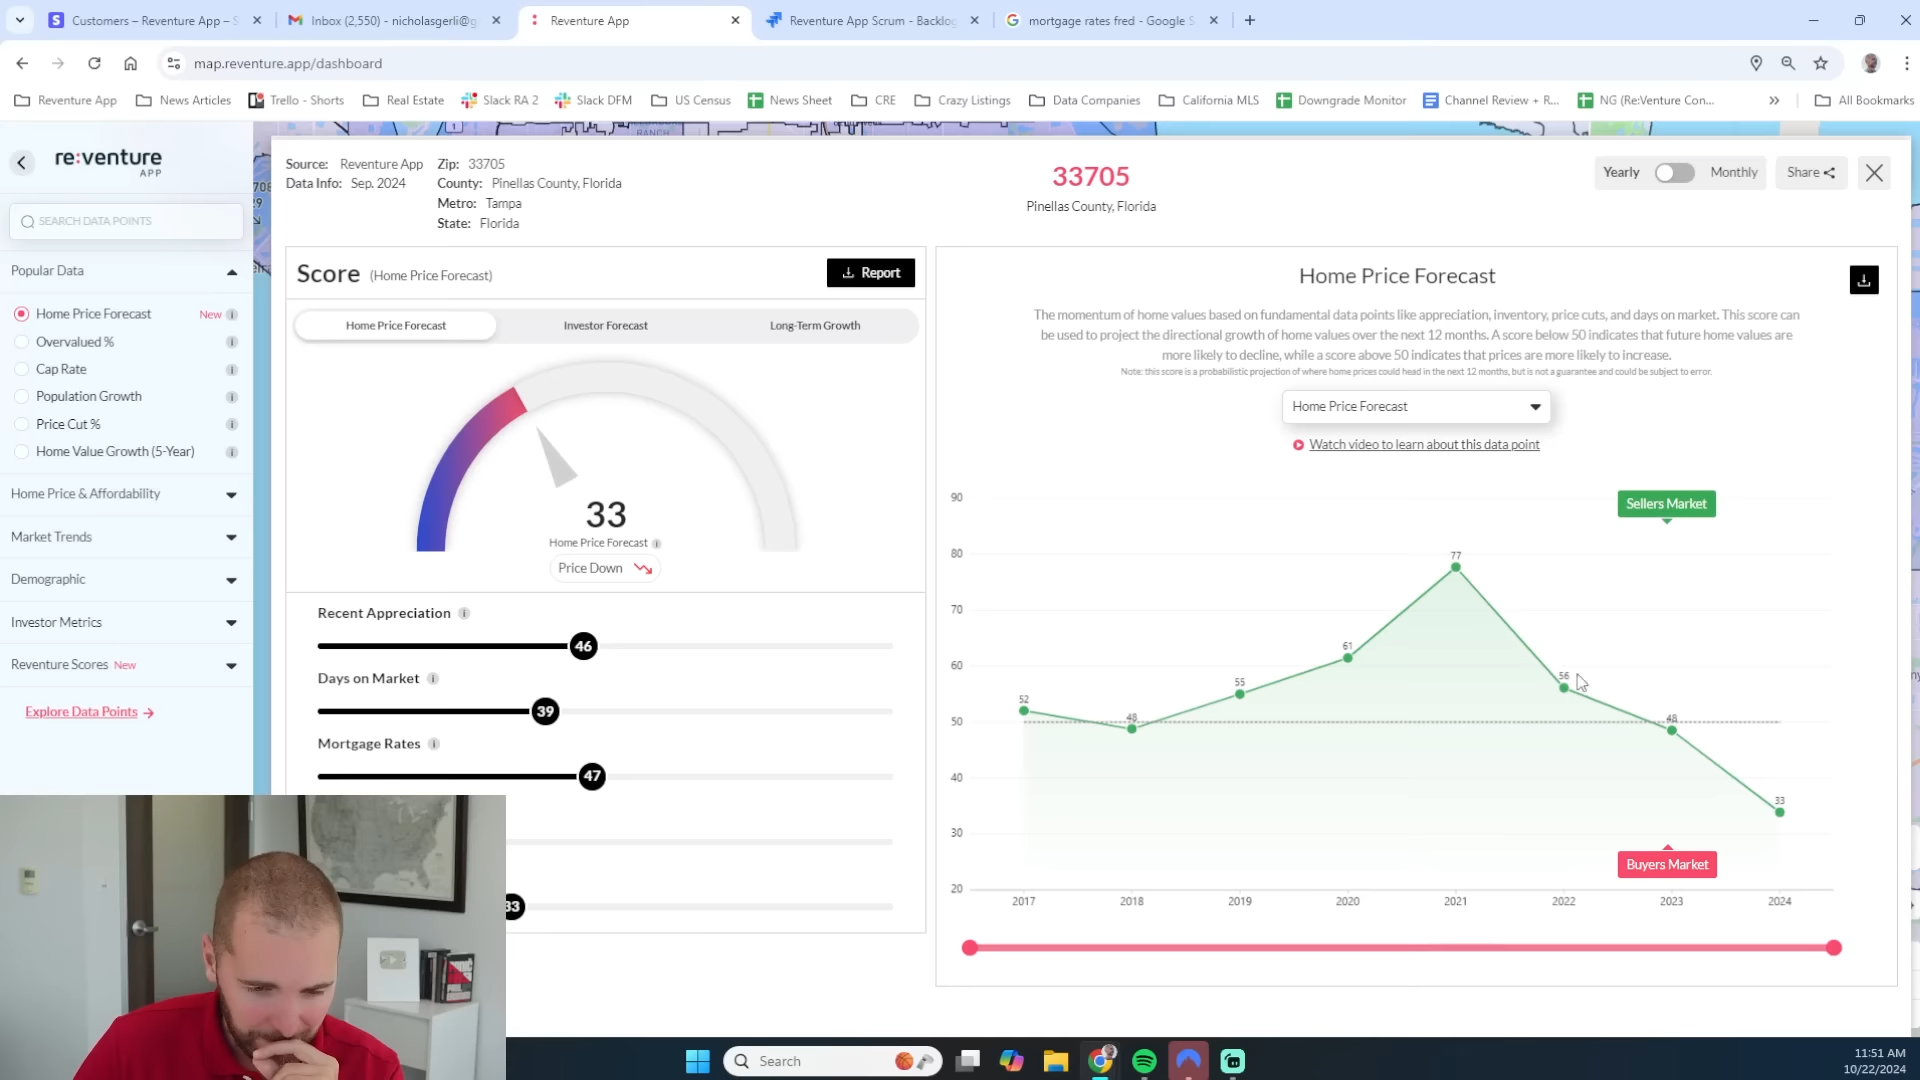 Customers – Reventure App – S
Inbox (2,550) - nicholasgerli@g
Reventure App
Reventure App Scrum - Backlog
mortgage rates fred - Google S
map.reventure.app/dashboard
Reventure App
News Articles
Trello - Shorts
Real Estate
Slack RA 2
Slack DFM
US Census
News Sheet
CRE
Crazy Listings
Data Companies
California MLS
Downgrade Monitor
Channel Review + R...
NG (Re:Venture Con...
All Bookmarks
RANCH
re:venture
APP
SEARCH DATA POINTS
Popular Data
Home Price Forecast New
Overvalued %
Cap Rate
Population Growth
Price Cut %
Home Value Growth (5-Year)
Home Price & Affordability
Market Trends
Demographic
Investor Metrics
Reventure Scores New
Explore Data Points →
Source: Reventure App
Data Info: Sep. 2024
Zip: 33705
County: Pinellas County, Florida
Metro: Tampa
State: Florida
33705
Pinellas County, Florida
Yearly
Monthly
Share
Score (Home Price Forecast)
Report
Home Price Forecast
Investor Forecast
Long-Term Growth
33
Home Price Forecast
Price Down
Recent Appreciation
46
Days on Market
39
Mortgage Rates
47
33
Home Price Forecast
The momentum of home values based on fundamental data points like appreciation, inventory, price cuts, and days on market. This score can
be used to project the directional growth of home values over the next 12 months. A score below 50 indicates that future home values are
more likely to decline, while a score above 50 indicates that prices are more likely to increase.
Note: this score is a probabilistic projection of where home prices could head in the next 12 months, but is not a guarantee and could be subject to error.
Home Price Forecast
Watch video to learn about this data point
90
80
70
60
50
40
30
20
Sellers Market
Buyers Market
52
48
55
61
77
56
48
33
2017
2018
2019
2020
2021
2022
2023
2024
Search
11:51 AM
10/22/2024